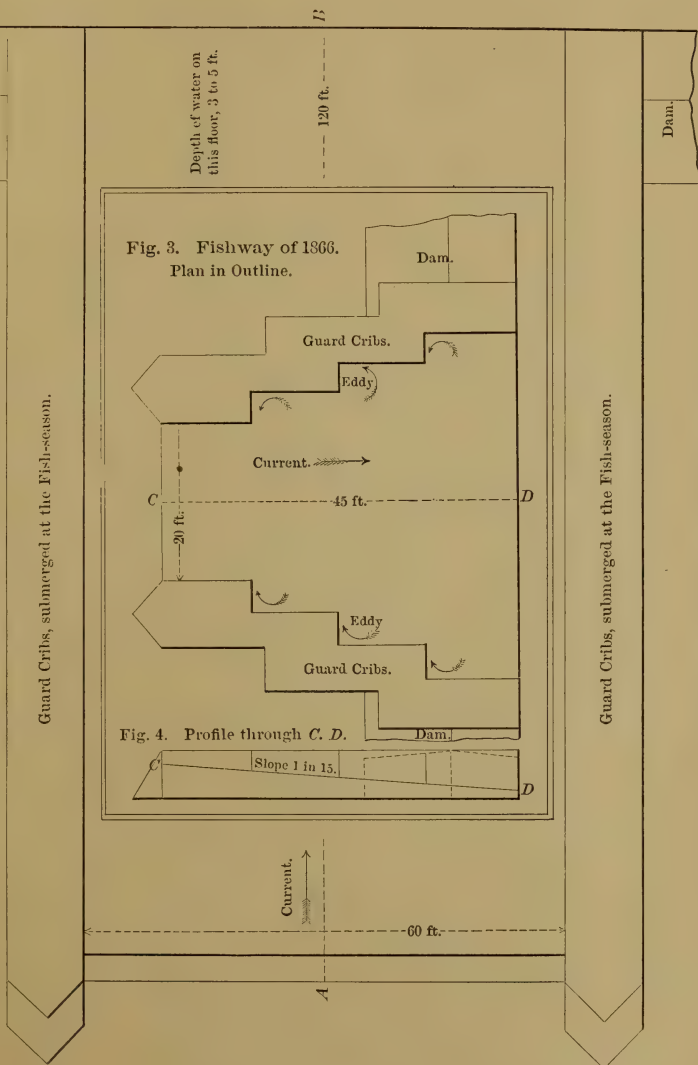 B
Depth of water on
this floor, 3 to 5 ft.
120 ft.
Dam.
Fig. 3. Fishway of 1866.
Plan in Outline.
Dam.
Guard Cribs.
Eddy
Current.
C
45 ft.
D
20 ft.
Eddy
Guard Cribs.
Fig. 4. Profile through C. D.
Dam.
C
Slope 1 in 15.
D
Guard Cribs, submerged at the Fish-season.
Guard Cribs, submerged at the Fish-season.
Current.
60 ft.
A